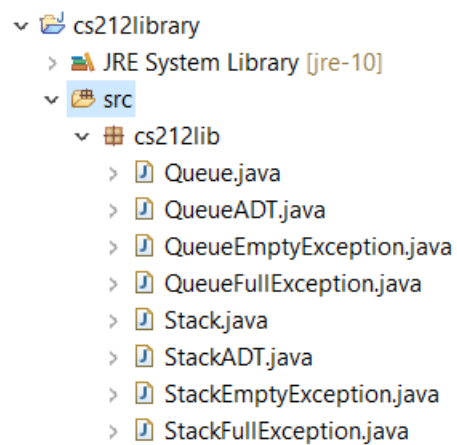 cs212library
JRE System Library [jre-10]
src
cs212lib
Queue.java
QueueADT.java
QueueEmptyException.java
QueueFullException.java
Stack.java
StackADT.java
StackEmptyException.java
StackFullException.java